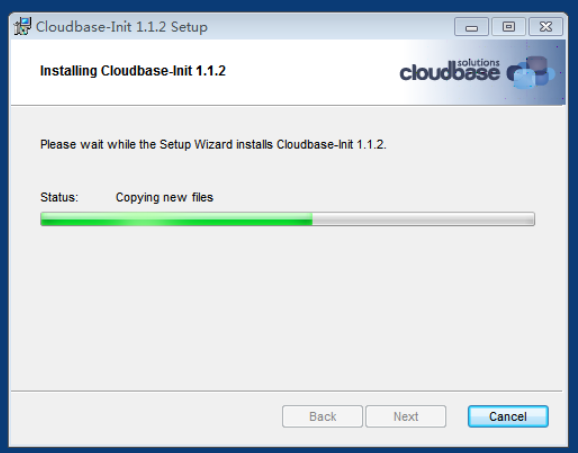 Cloudbase-Init 1.1.2 Setup
Installing Cloudbase-Init 1.1.2
solutions
cloudbase
Please wait while the Setup Wizard installs Cloudbase-Init 1.1.2.
Status: Copying new files
Back Next Cancel